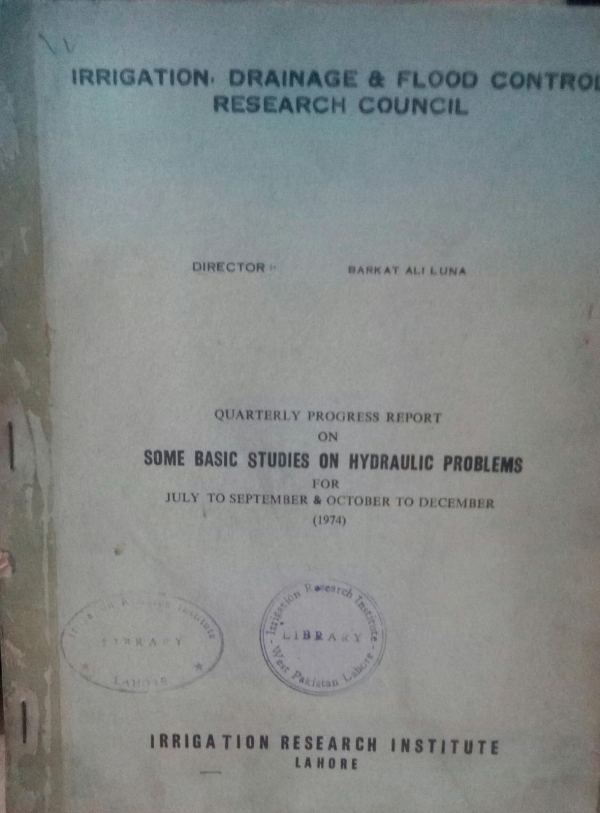 IRRIGATION, DRAINAGE & FLOOD CONTROL
RESEARCH COUNCIL
DIRECTOR :- BARKAT ALI LUNA
QUARTERLY PROGRESS REPORT
ON
SOME BASIC STUDIES ON HYDRAULIC PROBLEMS
FOR
JULY TO SEPTEMBER & OCTOBER TO DECEMBER
(1974)
Institute
LIBRARY
LAHORE
Irrigation Research Institute
LIBRARY
West Pakistan Lahore
IRRIGATION RESEARCH INSTITUTE
LAHORE